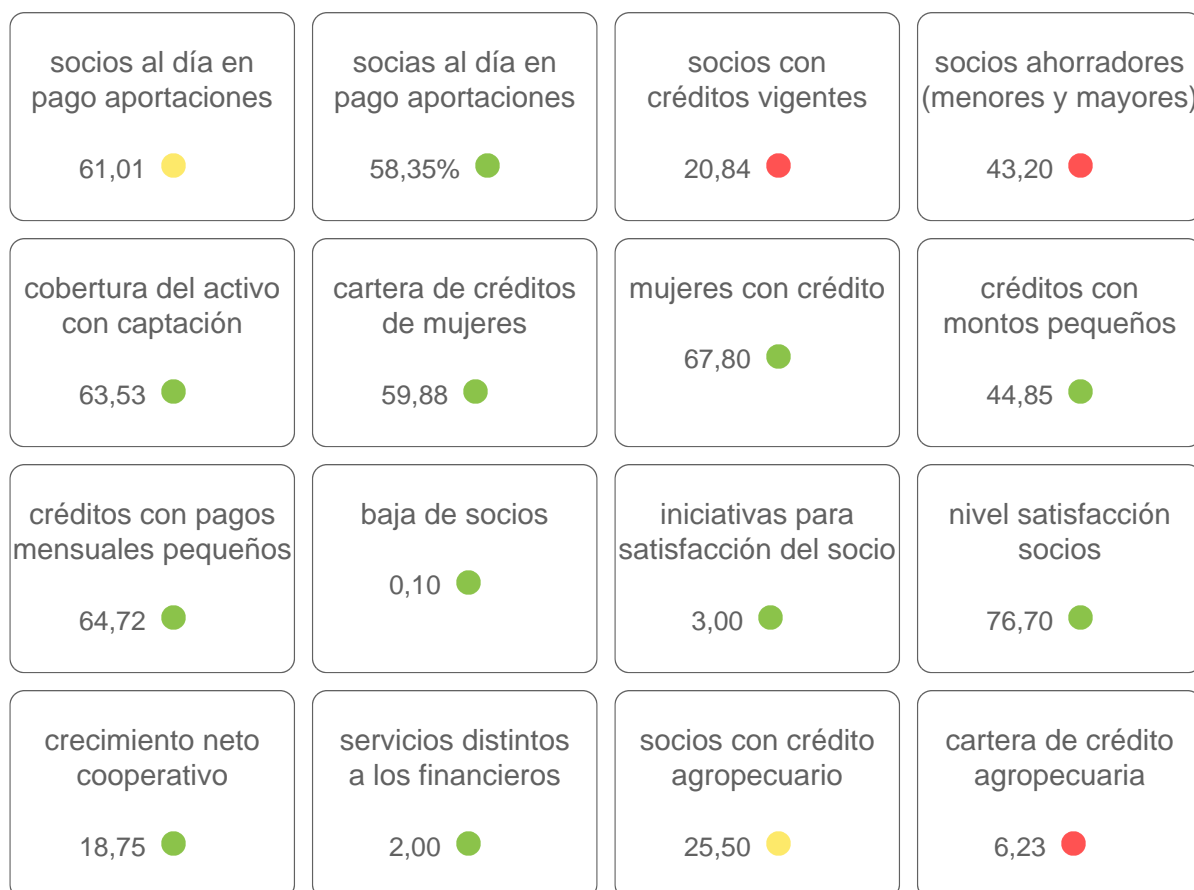 socios al día en
pago aportaciones
61,01
socias al día en
pago aportaciones
58,35%
socios con
créditos vigentes
20,84
socios ahorradores
(menores y mayores)
43,20
cobertura del activo
con captación
63,53
cartera de créditos
de mujeres
59,88
mujeres con crédito
67,80
créditos con
montos pequeños
44,85
créditos con pagos
mensuales pequeños
64,72
baja de socios
0,10
iniciativas para
satisfacción del socio
3,00
nivel satisfacción
socios
76,70
crecimiento neto
cooperativo
18,75
servicios distintos
a los financieros
2,00
socios con crédito
agropecuario
25,50
cartera de crédito
agropecuaria
6,23